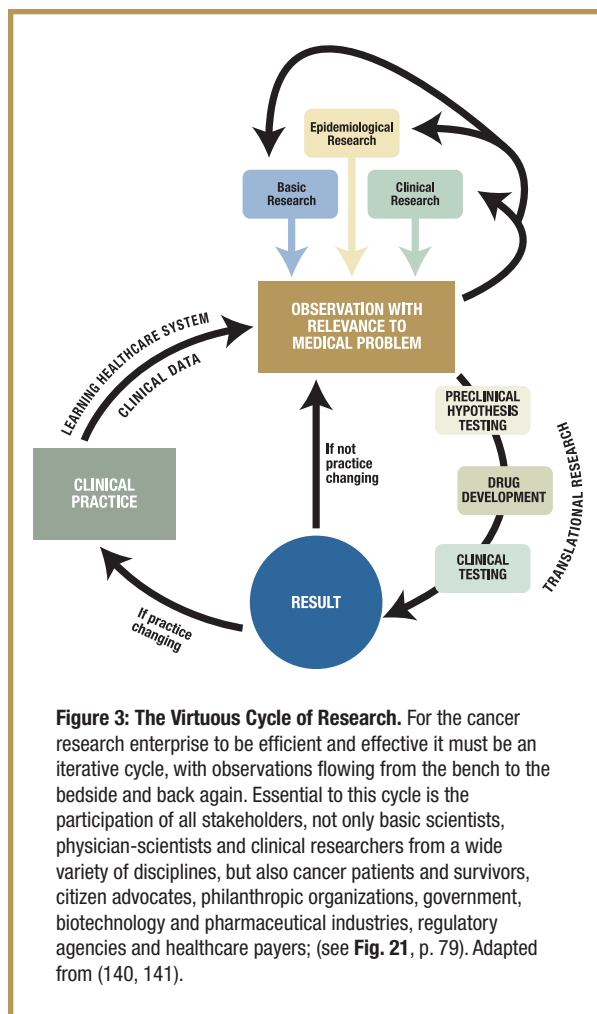 Epidemiological
Research
Basic
Research
Clinical
Research
OBSERVATION WITH
RELEVANCE TO
MEDICAL PROBLEM
LEARNING HEALTHCARE SYSTEM
CLINICAL DATA
PRECLINICAL
HYPOTHESIS
TESTING
DRUG
DEVELOPMENT
CLINICAL
TESTING
TRANSLATIONAL RESEARCH
If not
practice
changing
CLINICAL
PRACTICE
RESULT
If practice
changing
Figure 3: The Virtuous Cycle of Research. For the cancer
research enterprise to be efficient and effective it must be an
iterative cycle, with observations flowing from the bench to the
bedside and back again. Essential to this cycle is the
participation of all stakeholders, not only basic scientists,
physician-scientists and clinical researchers from a wide
variety of disciplines, but also cancer patients and survivors,
citizen advocates, philanthropic organizations, government,
biotechnology and pharmaceutical industries, regulatory
agencies and healthcare payers; (see Fig. 21, p. 79). Adapted
from (140, 141).